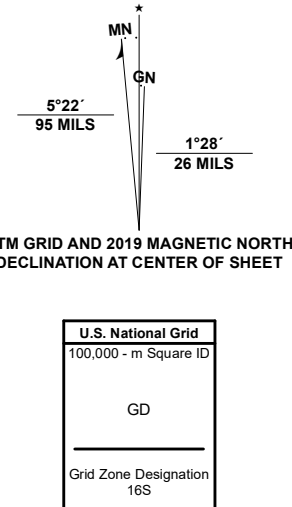 MN
GN
5°22´
95 MILS
1°28´
26 MILS
TM GRID AND 2019 MAGNETIC NORTH
DECLINATION AT CENTER OF SHEET
U.S. National Grid
100,000 - m Square ID
GD
Grid Zone Designation
16S